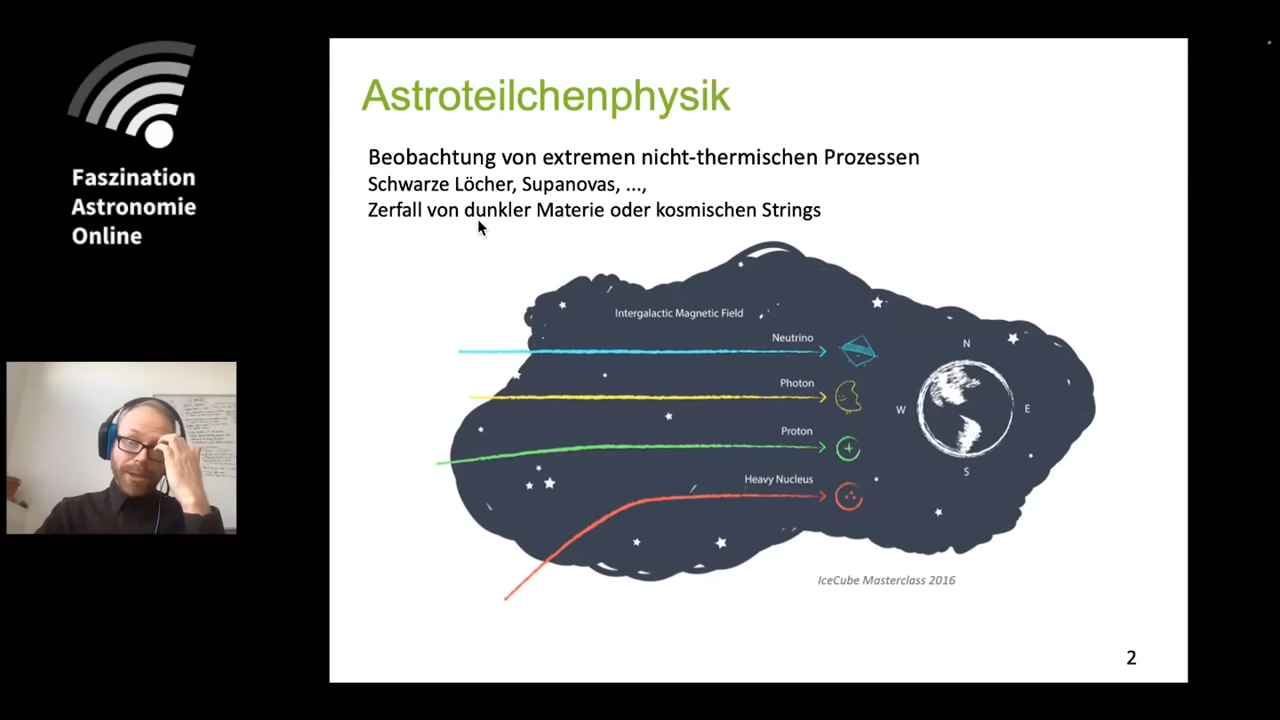 Faszination
Astronomie
Online
Astroteilchenphysik
Beobachtung von extremen nicht-thermischen Prozessen
Schwarze Löcher, Supanovas, ...,
Zerfall von dunkler Materie oder kosmischen Strings
Intergalactic Magnetic Field
Neutrino
Photon
Proton
Heavy Nucleus
N
W
E
S
IceCube Masterclass 2016
2